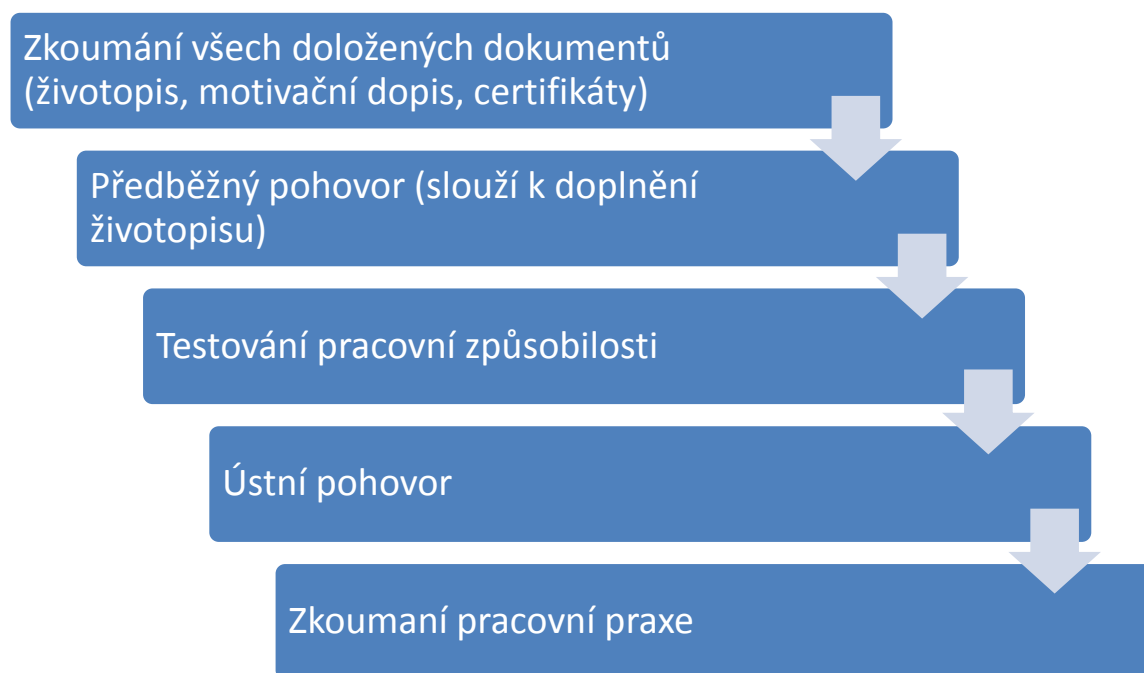 Zkoumání všech doložených dokumentů
(životopis, motivační dopis, certifikáty)
Předběžný pohovor (slouží k doplnění
životopisu)
Testování pracovní způsobilosti
Ústní pohovor
Zkoumaní pracovní praxe